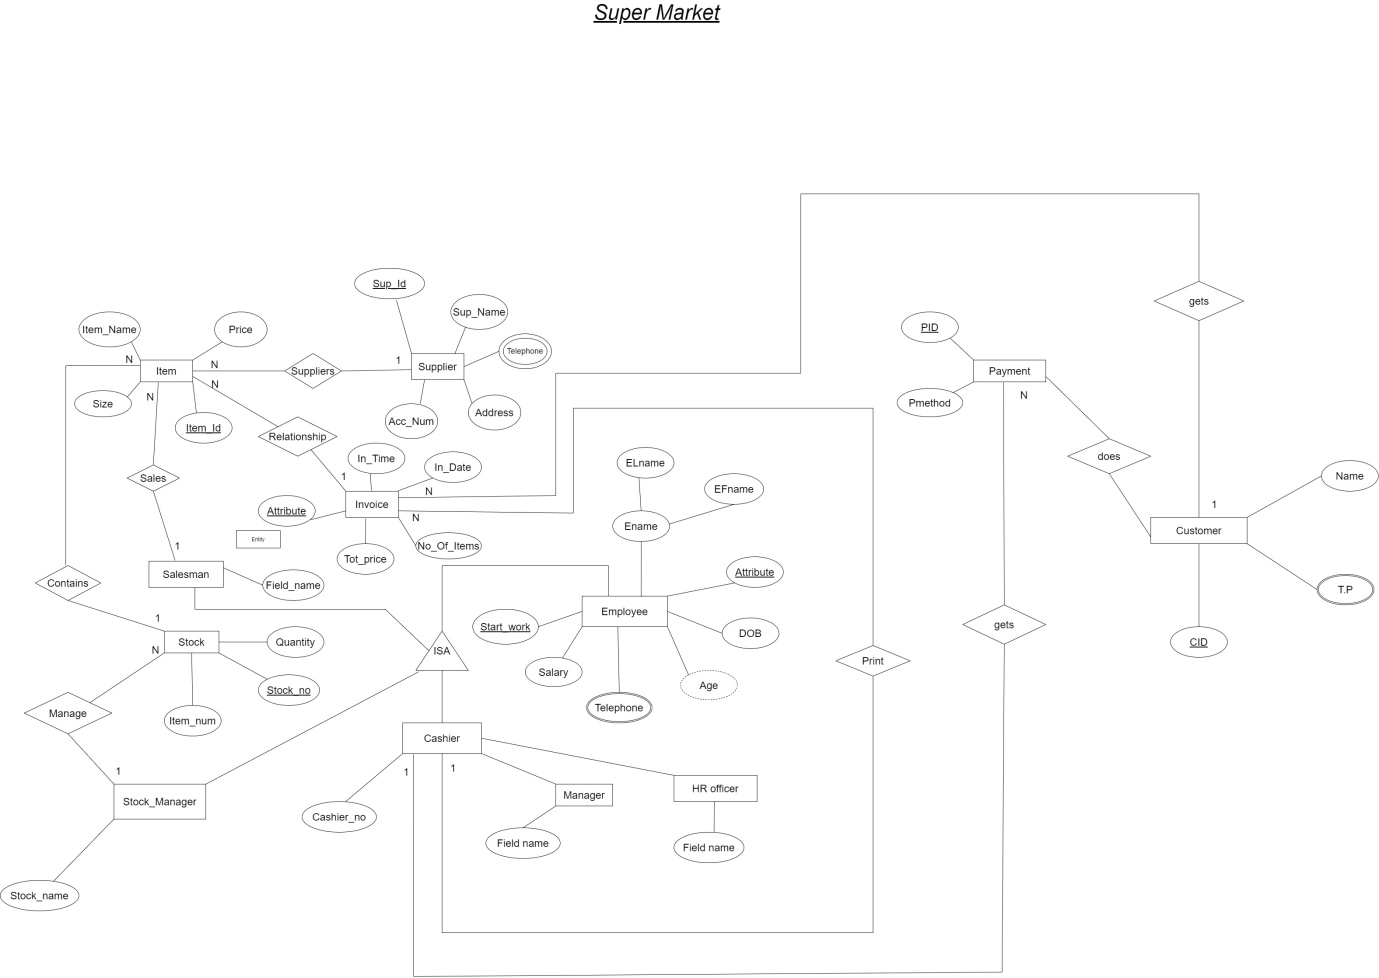 Super Market
Sup_Id
gets
Sup_Name
Item_Name
Price
PID
Telephone
N
N
1
Item
Suppliers
Supplier
Payment
N
N
N
Size
Pmethod
Address
Acc_Num
Item_Id
Relationship
does
In_Time
ELname
In_Date
Sales
1
Name
N
EFname
Invoice
1
Attribute
N
Ename
Customer
Entity
1
No_Of_Items
Tot_price
Salesman
Attribute
Contains
Field_name
T.P
Employee
1
gets
Start_work
DOB
Stock
Quantity
CID
N
ISA
Print
Salary
Age
Stock_no
Telephone
Manage
Item_num
Cashier
1
1
1
HR officer
Manager
Stock_Manager
Cashier_no
Field name
Field name
Stock_name